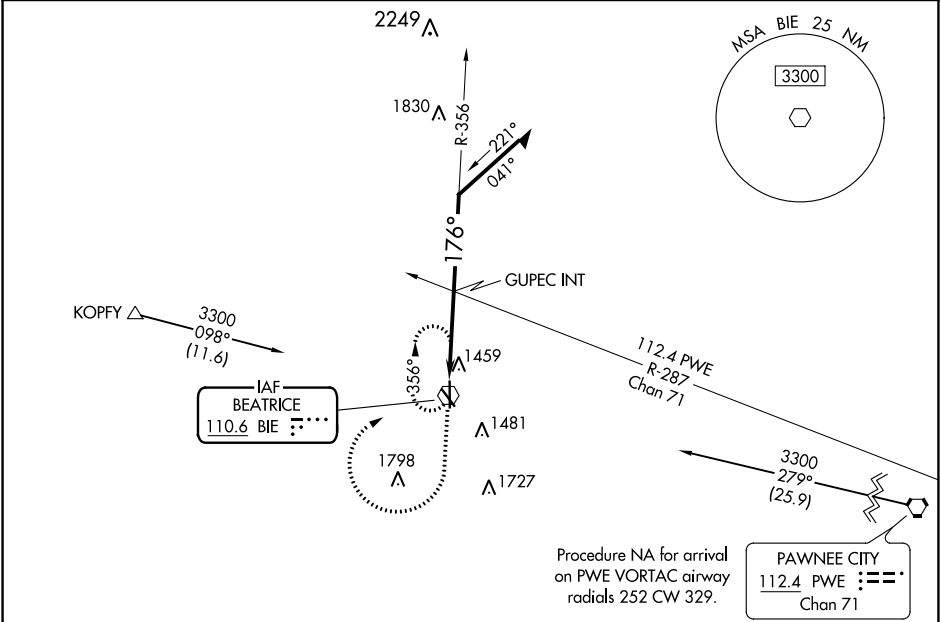 2249
MSA BIE 25 NM
3300
1830
R-356
221°
041°
176°
GUPEC INT
KOPFY
3300
098°
(11.6)
112.4 PWE
R-287
Chan 71
356°
1459
IAF
BEATRICE
110.6 BIE
1481
1798
1727
3300
279°
(25.9)
Procedure NA for arrival
on PWE VORTAC airway
radials 252 CW 329.
PAWNEE CITY
112.4 PWE
Chan 71